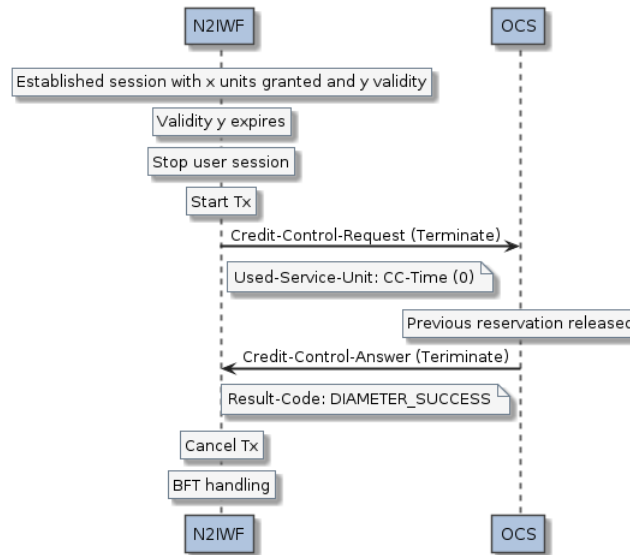 N2IWF OCS
Established session with x units granted and y validity
Validity y expires
Stop user session
Start Tx
Credit-Control-Request (Terminate)
Used-Service-Unit: CC-Time (0)
Previous reservation released
Credit-Control-Answer (Teriminate)
Result-Code: DIAMETER_SUCCESS
Cancel Tx
BFT handling
N2IWF OCS